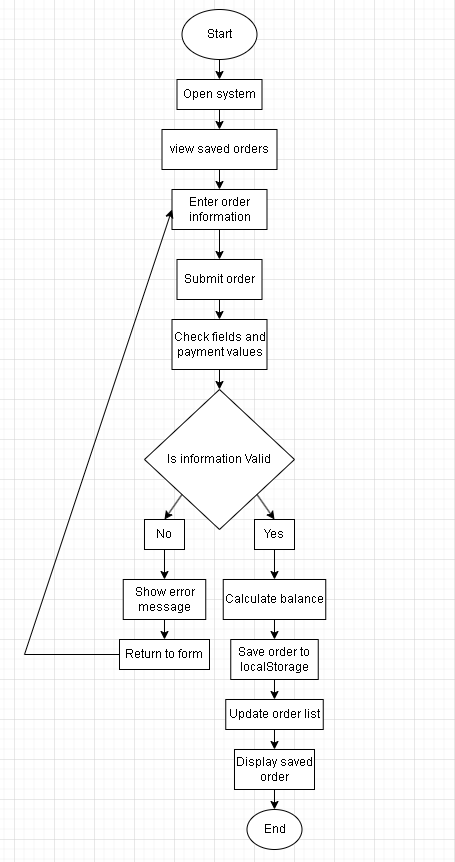 Start
Open system
view saved orders
Enter order
information
Submit order
Check fields and
payment values
Is information Valid
No
Yes
Show error
message
Calculate balance
Return to form
Save order to
localStorage
Update order list
Display saved
order
End